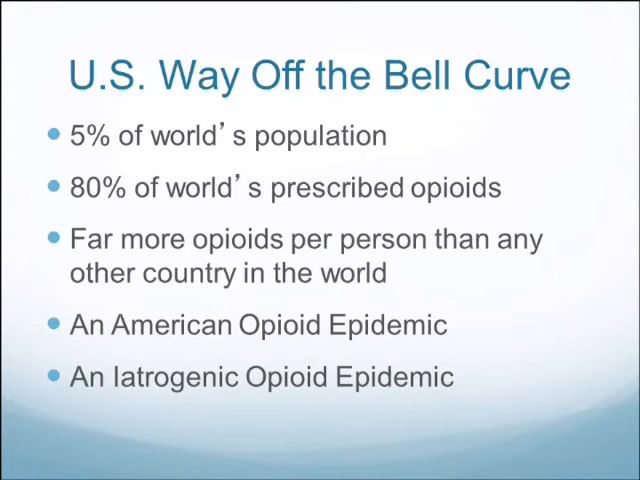 U.S. Way Off the Bell Curve
5% of world's population
80% of world's prescribed opioids
Far more opioids per person than any
other country in the world
An American Opioid Epidemic
An Iatrogenic Opioid Epidemic